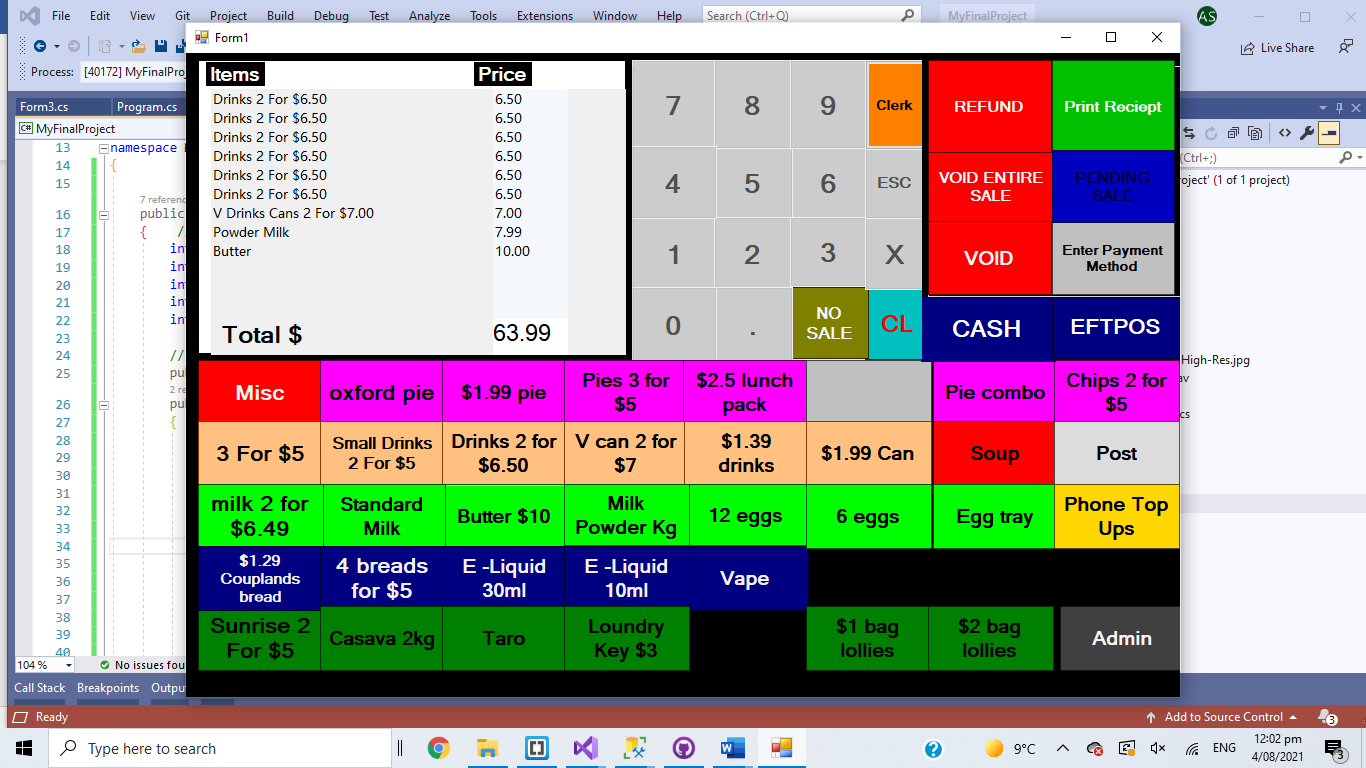 File Edit View Git Project Build Debug Test Analyze Tools Extensions Window Help Search (Ctrl+Q) MyFinalProject AS
Form1
Live Share
Process: [40172] MyFinalProj
Form3.cs Program.cs
MyFinalProject
(Ctrl+;)
roject' (1 of 1 project)
High-Res.jpg
av
cs
13 namespace
14 {
15
7 referenc
16 public
17 { //
18 int
19 int
20 int
21 int
22 int
23
24 //
25 pu
2 re
26 pu
27 {
28
29
30
31
32
33
34
35
36
37
38
39
40
Items Price
Drinks 2 For $6.50 6.50
Drinks 2 For $6.50 6.50
Drinks 2 For $6.50 6.50
Drinks 2 For $6.50 6.50
Drinks 2 For $6.50 6.50
Drinks 2 For $6.50 6.50
V Drinks Cans 2 For $7.00 7.00
Powder Milk 7.99
Butter 10.00
Total $ 63.99
7 8 9 Clerk
4 5 6 ESC
1 2 3 X
0 . NO
SALE CL
REFUND Print Reciept
VOID ENTIRE
SALE
PENDING
SALE
VOID
Enter Payment
Method
CASH EFTPOS
Misc
oxford pie
$1.99 pie
Pies 3 for
$5
$2.5 lunch
pack
Pie combo
Chips 2 for
$5
3 For $5
Small Drinks
2 For $5
Drinks 2 for
$6.50
V can 2 for
$7
$1.39
drinks
$1.99 Can
Soup
Post
milk 2 for
$6.49
Standard
Milk
Butter $10
Milk
Powder Kg
12 eggs
6 eggs
Egg tray
Phone Top
Ups
$1.29
Couplands
bread
4 breads
for $5
E -Liquid
30ml
E -Liquid
10ml
Vape
Sunrise 2
For $5
Casava 2kg
Taro
Loundry
Key $3
$1 bag
lollies
$2 bag
lollies
Admin
104 % No issues fou
Call Stack Breakpoints Outpu
Ready Add to Source Control 3
Type here to search 9°C ENG 12:02 pm
4/08/2021 3